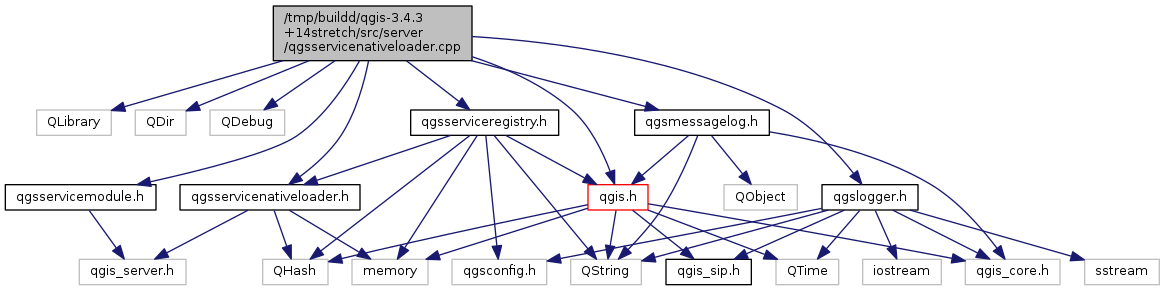 /tmp/buildd/qgis-3.4.3
+14stretch/src/server
/qgsservicenativeloader.cpp
QLibrary
QDir
QDebug
qgsserviceregistry.h
qgsmessagelog.h
qgsservicemodule.h
qgsservicenativeloader.h
qgis.h
QObject
qgslogger.h
qgis_server.h
QHash
memory
qgsconfig.h
QString
qgis_sip.h
QTime
iostream
qgis_core.h
sstream